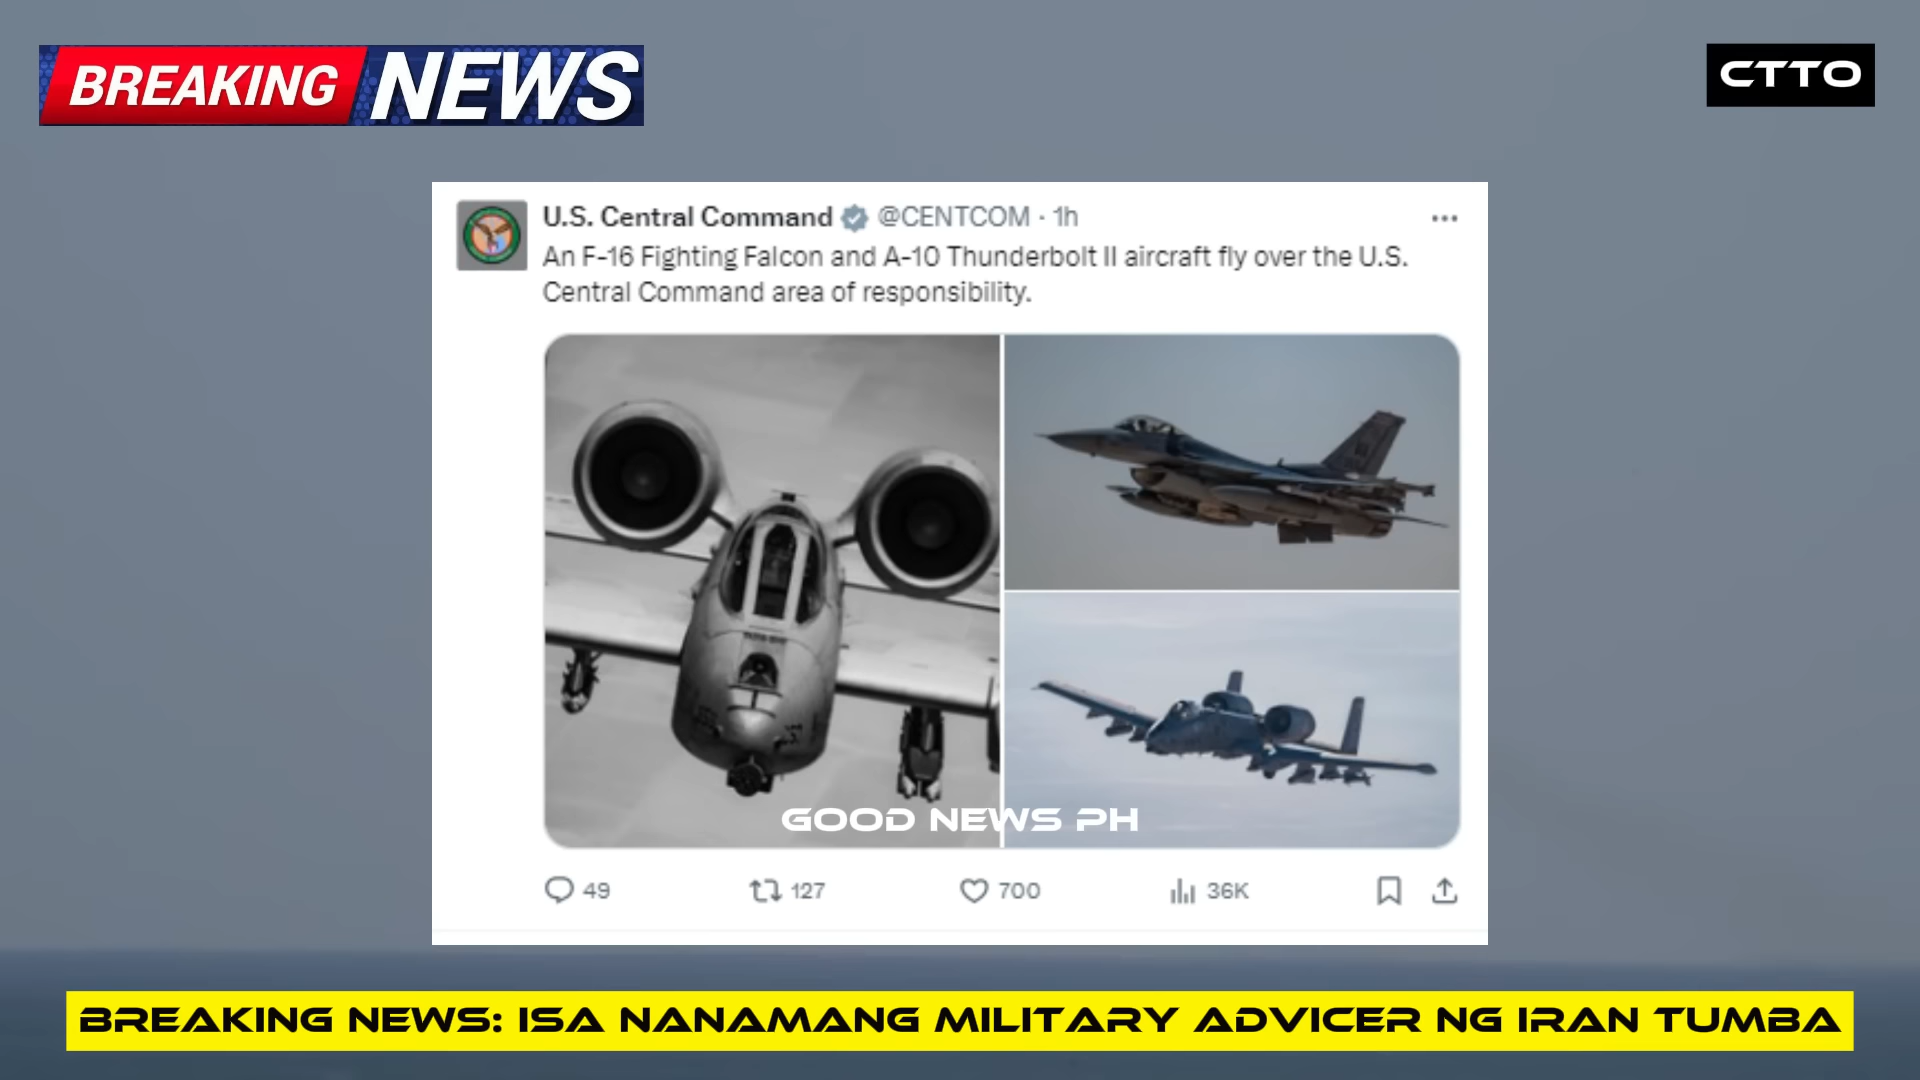 BREAKING NEWS
CTTO
U.S. Central Command @CENTCOM · 1h
An F-16 Fighting Falcon and A-10 Thunderbolt II aircraft fly over the U.S.
Central Command area of responsibility.
GOOD NEWS PH
49 127 700 36K
BREAKING NEWS: ISA NANAMANG MILITARY ADVICER NG IRAN TUMBA